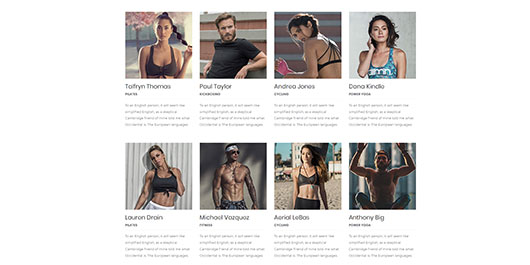 Talfryn Thomas
PILATES
To an English person, it will seem like
simplified English, as a skeptical
Cambridge friend of mine told me what
Occidental is. The European languages.
Paul Taylor
KICKBOXING
To an English person, it will seem like
simplified English, as a skeptical
Cambridge friend of mine told me what
Occidental is. The European languages.
Andrea Jones
CYCLING
To an English person, it will seem like
simplified English, as a skeptical
Cambridge friend of mine told me what
Occidental is. The European languages.
Dana Kindle
POWER YOGA
To an English person, it will seem like
simplified English, as a skeptical
Cambridge friend of mine told me what
Occidental is. The European languages.
Lauron Drain
PILATES
To an English person, it will seem like
simplified English, as a skeptical
Cambridge friend of mine told me what
Occidental is. The European languages.
Michael Vazquez
FITNESS
To an English person, it will seem like
simplified English, as a skeptical
Cambridge friend of mine told me what
Occidental is. The European languages.
Aerial LeBas
CYCLING
To an English person, it will seem like
simplified English, as a skeptical
Cambridge friend of mine told me what
Occidental is. The European languages.
Anthony Big
POWER YOGA
To an English person, it will seem like
simplified English, as a skeptical
Cambridge friend of mine told me what
Occidental is. The European languages.